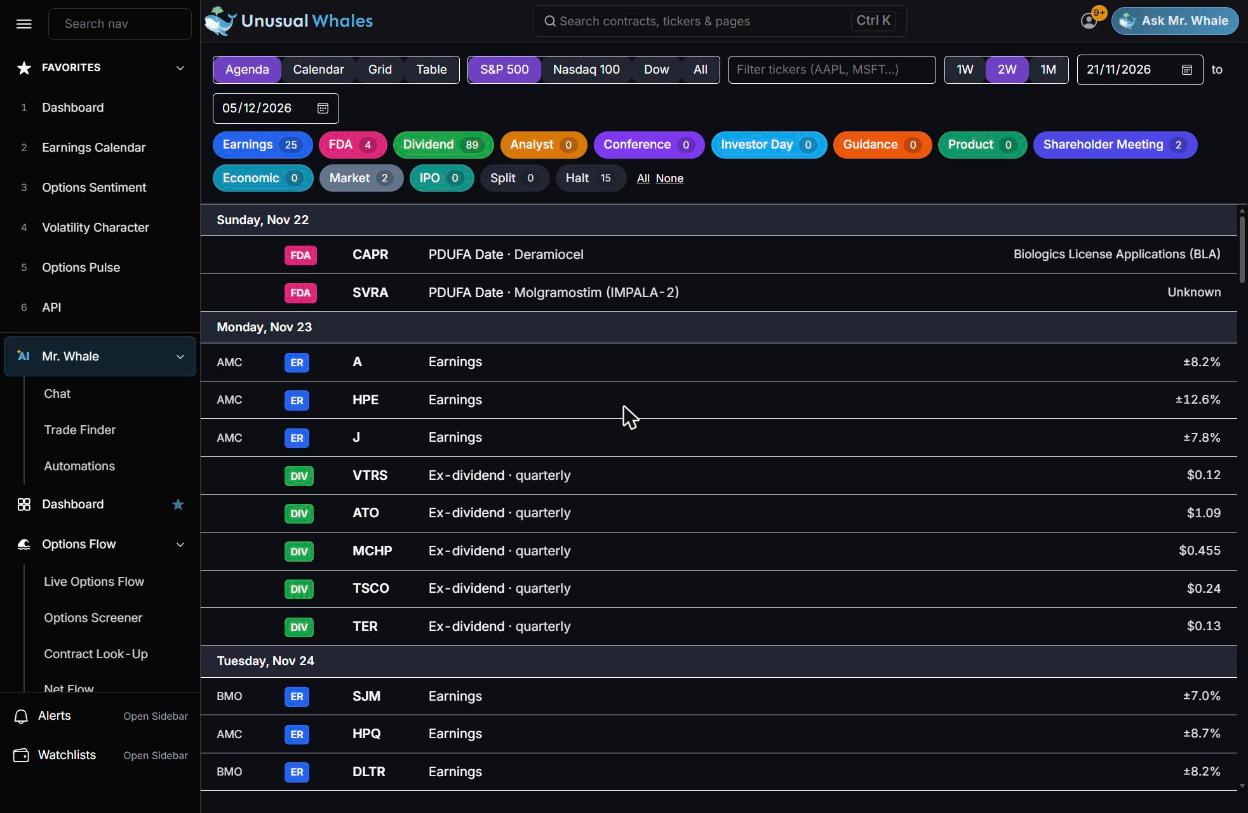 Search nav
Unusual Whales
Search contracts, tickers & pages
Ctrl K
9+
Ask Mr. Whale
FAVORITES
1 Dashboard
2 Earnings Calendar
3 Options Sentiment
4 Volatility Character
5 Options Pulse
6 API
AI Mr. Whale
Chat
Trade Finder
Automations
Dashboard
Options Flow
Live Options Flow
Options Screener
Contract Look-Up
Net Flow
Alerts Open Sidebar
Watchlists Open Sidebar
Agenda Calendar Grid Table S&P 500 Nasdaq 100 Dow All Filter tickers (AAPL, MSFT...) 1W 2W 1M 21/11/2026 to
05/12/2026
Earnings 25 FDA 4 Dividend 89 Analyst 0 Conference 0 Investor Day 0 Guidance 0 Product 0 Shareholder Meeting 2
Economic 0 Market 2 IPO 0 Split 0 Halt 15 All None
Sunday, Nov 22
FDA CAPR PDUFA Date · Deramiocel Biologics License Applications (BLA)
FDA SVRA PDUFA Date · Molgramostim (IMPALA-2) Unknown
Monday, Nov 23
AMC ER A Earnings ±8.2%
AMC ER HPE Earnings ±12.6%
AMC ER J Earnings ±7.8%
DIV VTRS Ex-dividend · quarterly $0.12
DIV ATO Ex-dividend · quarterly $1.09
DIV MCHP Ex-dividend · quarterly $0.455
DIV TSCO Ex-dividend · quarterly $0.24
DIV TER Ex-dividend · quarterly $0.13
Tuesday, Nov 24
BMO ER SJM Earnings ±7.0%
AMC ER HPQ Earnings ±8.7%
BMO ER DLTR Earnings ±8.2%